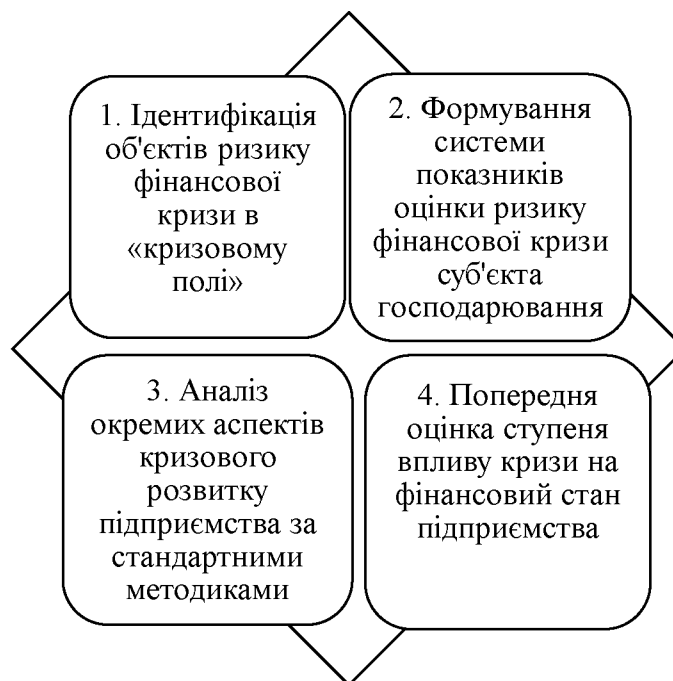 1. Ідентифікація
об'єктів ризику
фінансової
кризи в
«кризовому
полі»
2. Формування
системи
показників
оцінки ризику
фінансової кризи
суб'єкта
господарювання
3. Аналіз
окремих аспектів
кризового
розвитку
підприємства за
стандартними
методиками
4. Попередня
оцінка ступеня
впливу кризи на
фінансовий стан
підприємства